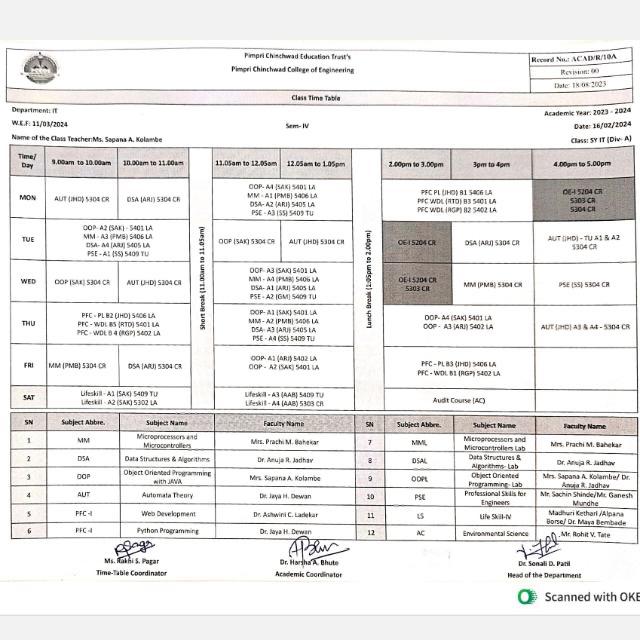 Pimpri Chinchwad Education Trust's
Pimpri Chinchwad College of Engineering
Record No.: ACAD/R/10A
Revision: 00
Date: 18/08/2023
Class Time Table
Department: IT
Academic Year: 2023 - 2024
W.E.F: 11/03/2024
Sem- IV
Date: 16/02/2024
Name of the Class Teacher:Ms. Sapana A. Kolambe
Class: SY IT (Div- A)
Time/ Day
9.00am to 10.00am
10.00am to 11.00am
11.05am to 12.05am
12.05am to 1.05pm
2.00pm to 3.00pm
3pm to 4pm
4.00pm to 5.00pm
Short Break (11.00am to 11.05am)
Lunch Break (1:05pm to 2.00pm)
MON
AUT (JHD) 5304 CR
DSA (ARJ) 5304 CR
OOP- A4 (SAK) 5401 LA
MM - A1 (PMB) 5406 LA
DSA- A2 (ARJ) 5405 LA
PSE - A3 (SS) 5409 TU
PFC PL (JHD) B1 5406 LA
PFC WDL (RTD) B3 5401 LA
PFC WDL (RGP) B2 5402 LA
OE-I 5204 CR
5303 CR
5304 CR
TUE
OOP- A2 (SAK) - 5401 LA
MM - A3 (PMB) 5406 LA
DSA- A4 (ARJ) 5405 LA
PSE - A1 (SS) 5409 TU
OOP (SAK) 5304 CR
AUT (JHD) 5304 CR
OE-I 5204 CR
DSA (ARJ) 5304 CR
AUT (JHD) - TU A1 & A2
5304 CR
WED
OOP (SAK) 5304 CR
AUT (JHD) 5304 CR
OOP- A3 (SAK) 5401 LA
MM - A4 (PMB) 5406 LA
DSA- A1 (ARJ) 5405 LA
PSE - A2 (GM) 5409 TU
OE-I 5204 CR
5303 CR
MM (PMB) 5304 CR
PSE (SS) 5304 CR
THU
PFC - PL B2 (JHD) 5406 LA
PFC - WDL B5 (RTD) 5401 LA
PFC - WDL B 4 (RGP) 5402 LA
OOP- A1 (SAK) 5401 LA
MM - A2 (PMB) 5406 LA
DSA- A3 (ARJ) 5405 LA
PSE - A4 (SS) 5409 TU
OOP- A4 (SAK) 5402 LA
OOP - A3 (ARJ) 5402 LA
AUT (JHD) A3 & A4 - 5304 CR
FRI
MM (PMB) 5304 CR
DSA (ARJ) 5304 CR
OOP- A1 (ARJ) 5402 LA
OOP - A2 (SAK) 5401 LA
PFC - PL B3 (JHD) 5406 LA
PFC - WDL B1 (RGP) 5402 LA
SAT
Lifeskill - A1 (SAK) 5409 TU
Lifeskill - A2 (SAK) 5302 LA
Lifeskill - A3 (AAB) 5409 TU
Lifeskill - A4 (AAB) 5303 CR
Audit Course (AC)
SN Subject Abbre. Subject Name Faculty Name SN Subject Abbre. Subject Name Faculty Name
1 MM Microprocessors and Microcontrollers Mrs. Prachi M. Bahekar 7 MML Microprocessors and Microcontrollers Lab Mrs. Prachi M. Bahekar
2 DSA Data Structures & Algorithms Dr. Anuja R. Jadhav 8 DSAL Data Structures & Algorithms- Lab Dr. Anuja R. Jadhav
3 OOP Object Oriented Programming with JAVA Mrs. Sapana A. Kolambe 9 OOPL Object Oriented Programming- Lab Mrs. Sapana A. Kolambe/ Dr. Anuja R. Jadhav
4 AUT Automata Theory Dr. Jaya H. Dewan 10 PSE Professional Skills for Engineers Mr. Sachin Shinde/Mr. Ganesh Mundhe
5 PFC -I Web Development Dr. Ashwini C. Ladekar 11 LS Life Skill-IV Madhuri Kethari /Alpana Borse/ Dr. Maya Bembade
6 PFC -I Python Programming Dr. Jaya H. Dewan 12 AC Environmental Science Mr. Rohit V. Tate
Ms. Rakhi S. Pagar
Time-Table Coordinator
Dr. Harsha A. Bhute
Academic Coordinator
Dr. Sonali D. Patil
Head of the Department
Scanned with OKE